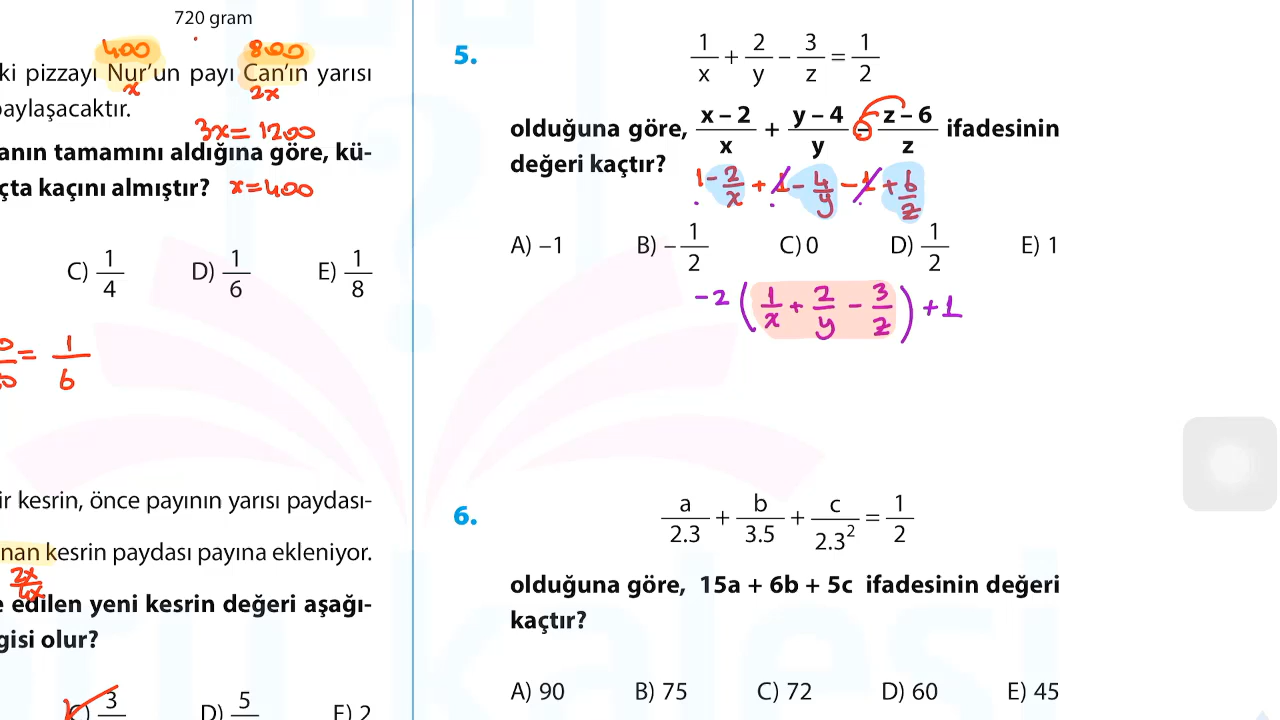 720 gram
400 800
ki pizzayı Nur'un payı Can'ın yarısı
x 2x
paylaşacaktır.
3x = 1200
anın tamamını aldığına göre, kü-
çta kaçını almıştır? x = 400
C) 1/4 D) 1/6 E) 1/8
= 1/6
ir kesrin, önce payının yarısı paydası-
nan kesrin paydası payına ekleniyor.
e edilen yeni kesrin değeri aşağı-
gisi olur?
D) 5 E) 2
5. 1/x + 2/y – 3/z = 1/2
olduğuna göre, x – 2/x + y – 4/y – z – 6/z ifadesinin
değeri kaçtır?
1 - 2/x + 1 - 4/y - 1 + 6/z
A) –1 B) –1/2 C) 0 D) 1/2 E) 1
-2 ( 1/x + 2/y - 3/z ) + 1
6. a/2.3 + b/3.5 + c/2.3² = 1/2
olduğuna göre, 15a + 6b + 5c ifadesinin değeri
kaçtır?
A) 90 B) 75 C) 72 D) 60 E) 45